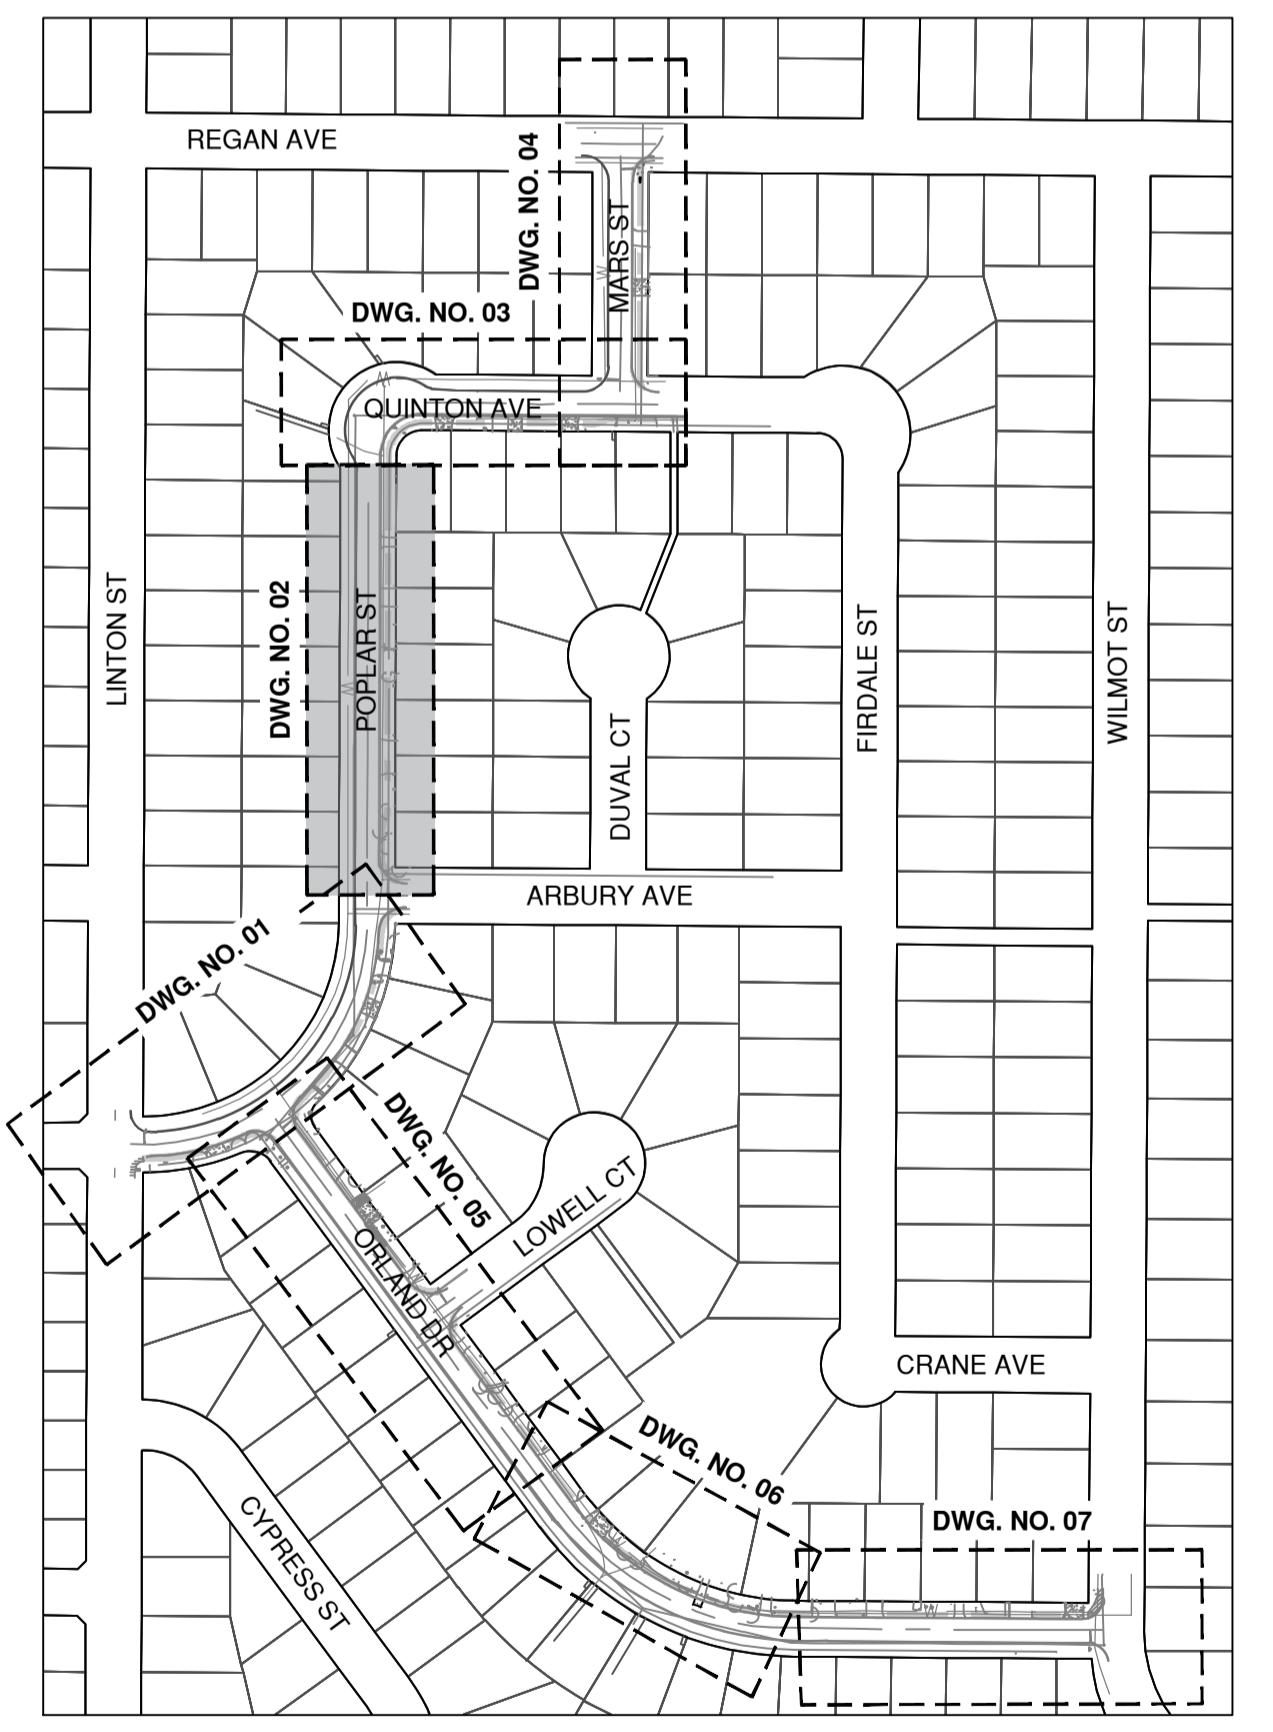 REGAN AVE
DWG. NO. 04
MARS ST
DWG. NO. 03
QUINTON AVE
LINTON ST
DWG. NO. 02
POPLAR ST
DUVAL CT
FIRDALE ST
WILMOT ST
ARBURY AVE
DWG. NO. 01
DWG. NO. 05
LOWELL CT
ORLAND DR
CRANE AVE
DWG. NO. 06
CYPRESS ST
DWG. NO. 07